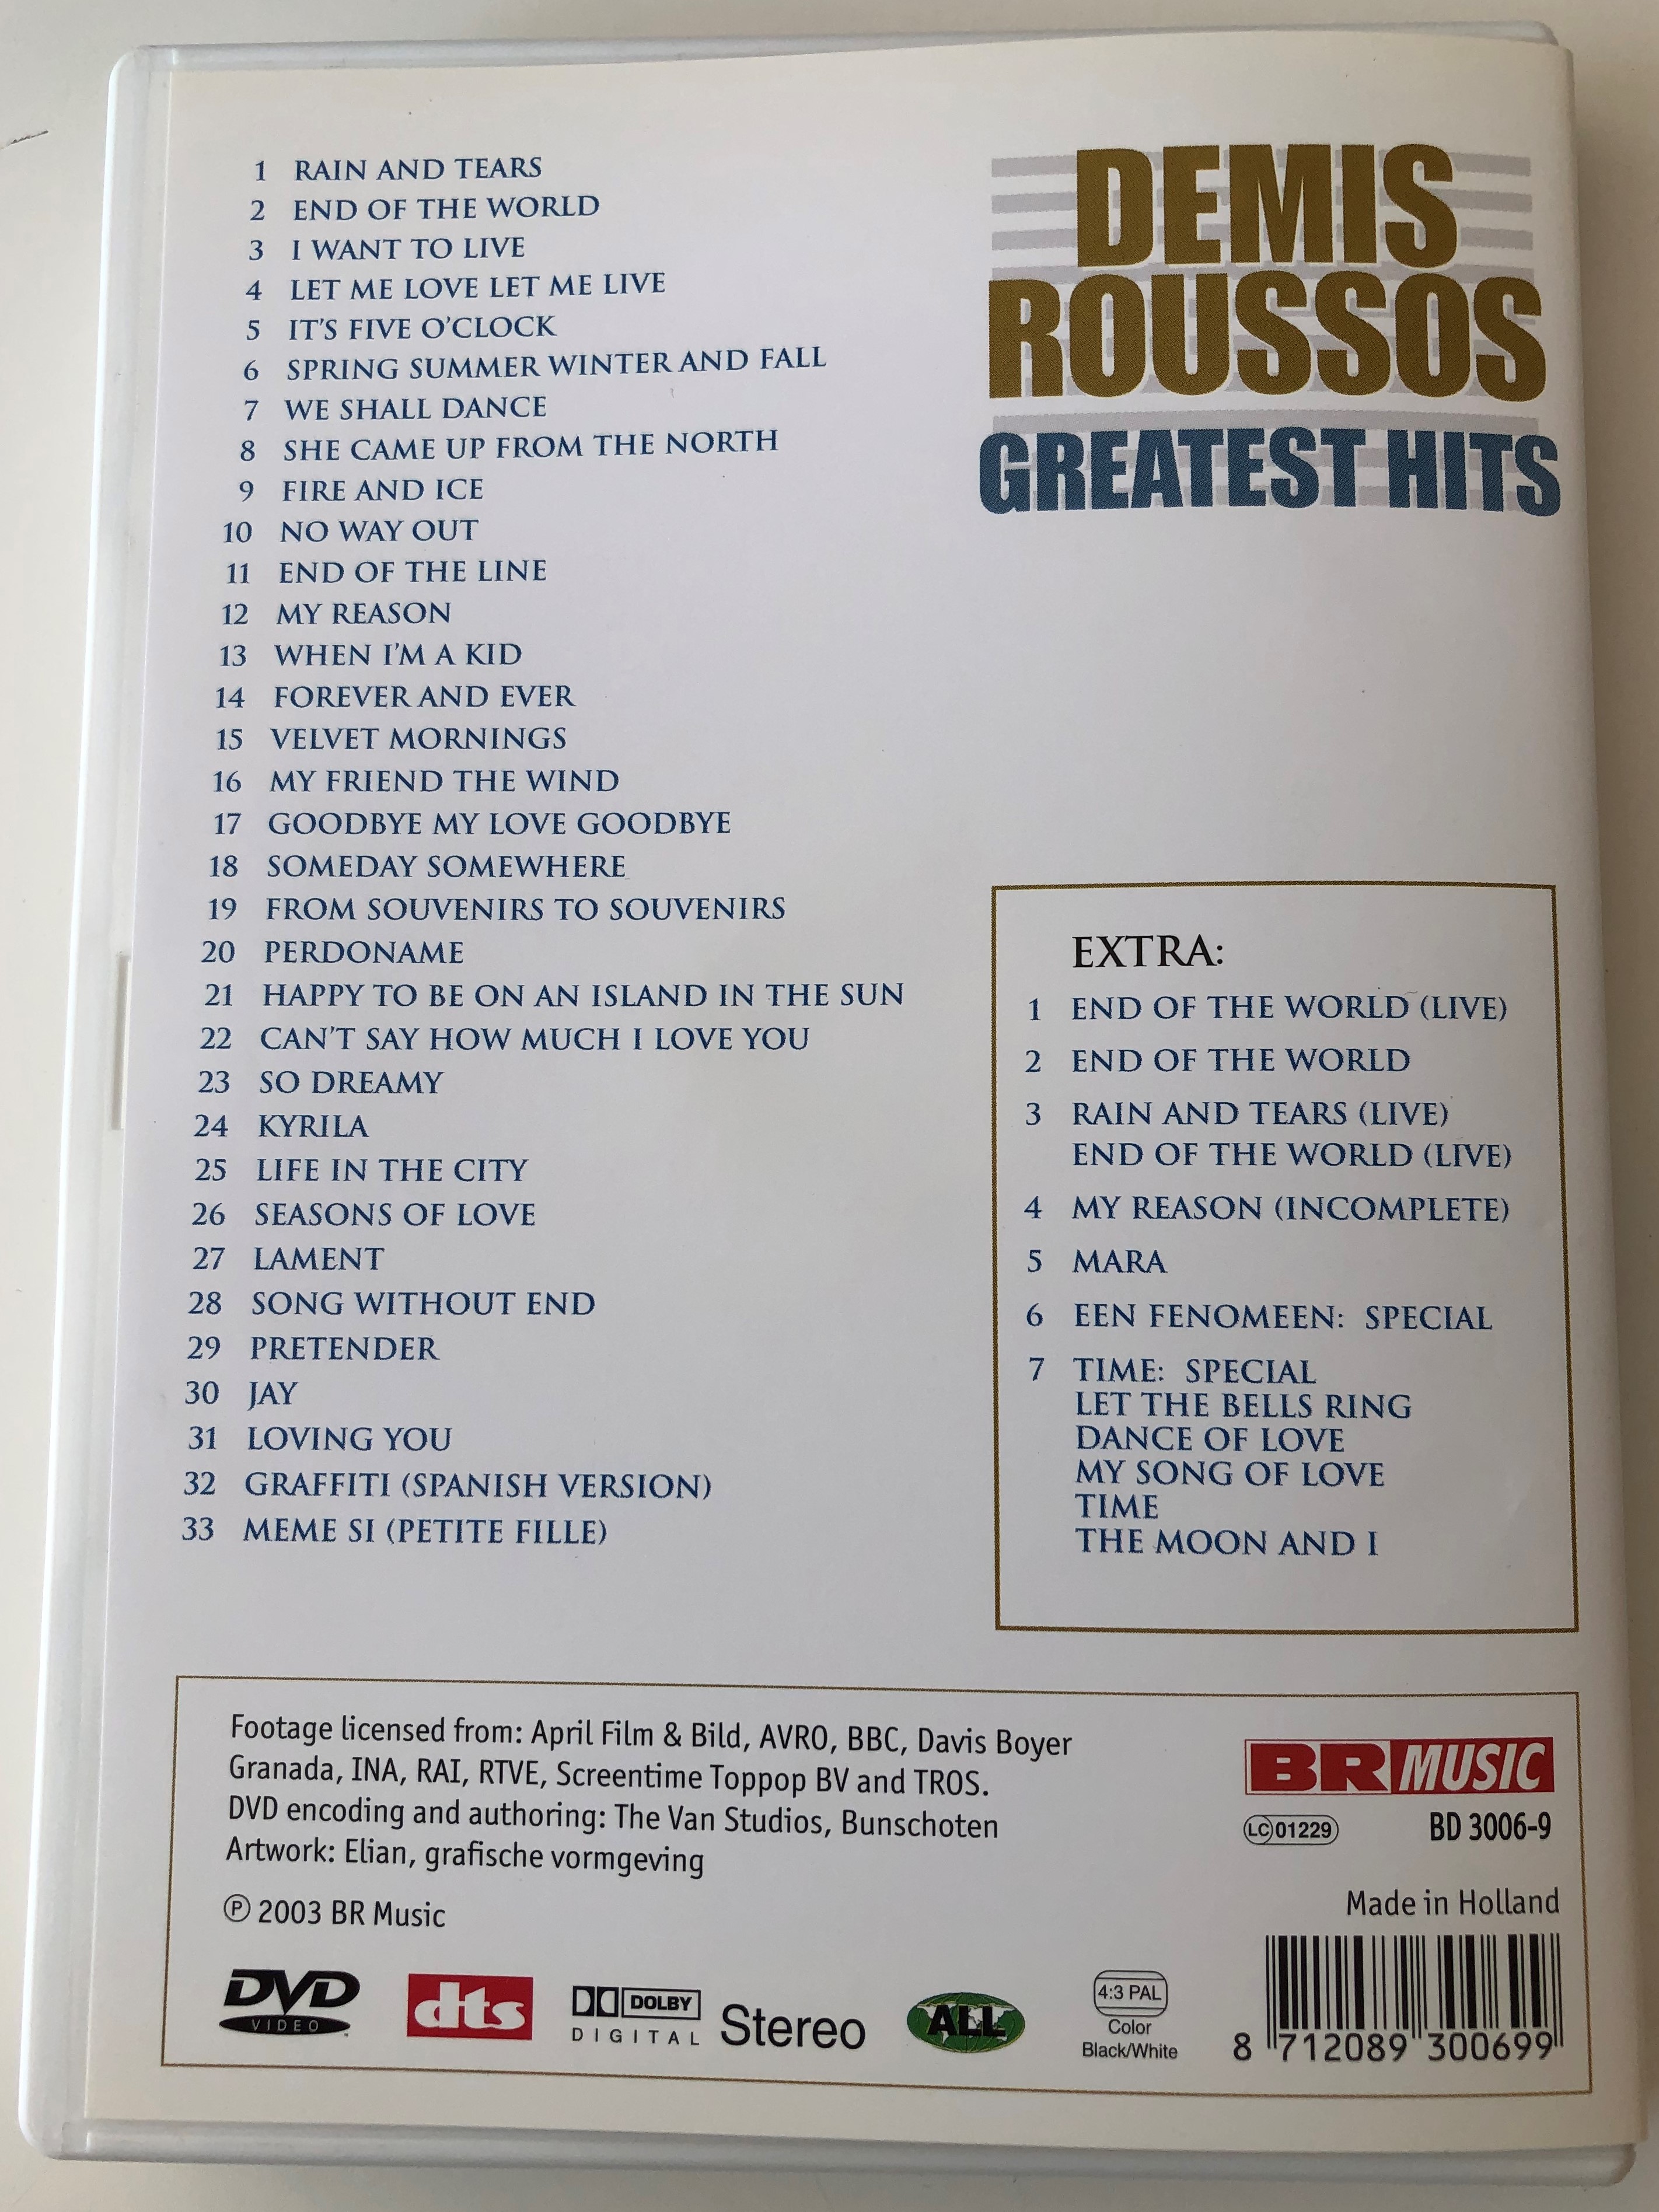 1 RAIN AND TEARS
2 END OF THE WORLD
3 I WANT TO LIVE
4 LET ME LOVE LET ME LIVE
5 IT'S FIVE O'CLOCK
6 SPRING SUMMER WINTER AND FALL
7 WE SHALL DANCE
8 SHE CAME UP FROM THE NORTH
9 FIRE AND ICE
10 NO WAY OUT
11 END OF THE LINE
12 MY REASON
13 WHEN I'M A KID
14 FOREVER AND EVER
15 VELVET MORNINGS
16 MY FRIEND THE WIND
17 GOODBYE MY LOVE GOODBYE
18 SOMEDAY SOMEWHERE
19 FROM SOUVENIRS TO SOUVENIRS
20 PERDONAME
21 HAPPY TO BE ON AN ISLAND IN THE SUN
22 CAN'T SAY HOW MUCH I LOVE YOU
23 SO DREAMY
24 KYRILA
25 LIFE IN THE CITY
26 SEASONS OF LOVE
27 LAMENT
28 SONG WITHOUT END
29 PRETENDER
30 JAY
31 LOVING YOU
32 GRAFFITI (SPANISH VERSION)
33 MEME SI (PETITE FILLE)
DEMIS
ROUSSOS
GREATEST HITS
EXTRA:
1 END OF THE WORLD (LIVE)
2 END OF THE WORLD
3 RAIN AND TEARS (LIVE)
END OF THE WORLD (LIVE)
4 MY REASON (INCOMPLETE)
5 MARA
6 EEN FENOMEEN: SPECIAL
7 TIME: SPECIAL
LET THE BELLS RING
DANCE OF LOVE
MY SONG OF LOVE
TIME
THE MOON AND I
Footage licensed from: April Film & Bild, AVRO, BBC, Davis Boyer
Granada, INA, RAI, RTVE, Screentime Toppop BV and TROS.
DVD encoding and authoring: The Van Studios, Bunschoten
Artwork: Elian, grafische vormgeving
℗ 2003 BR Music
BR MUSIC
LC 01229
BD 3006-9
Made in Holland
DVD
VIDEO
dts
DOLBY
DIGITAL
Stereo
ALL
4:3 PAL
Color
Black/White
8 712089 300699